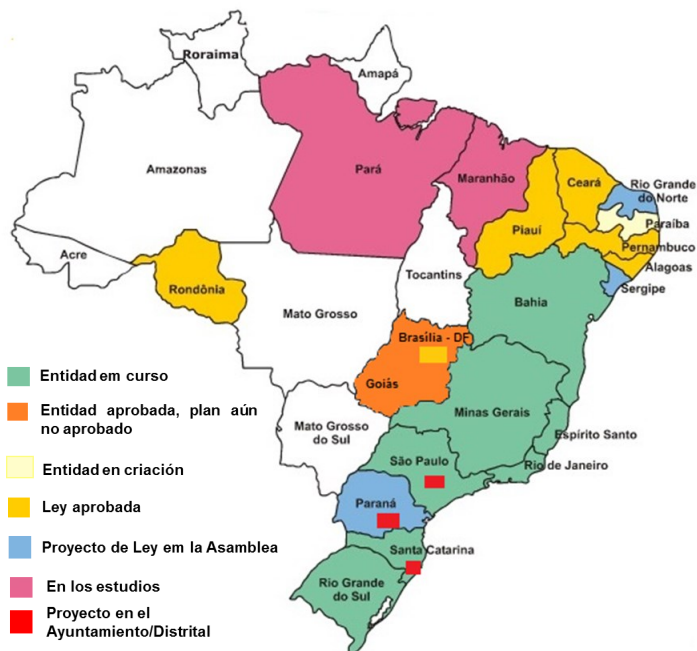 Roraima
Amapá
Amazonas
Pará
Maranhão
Ceará
Rio Grande
do Norte
Paraíba
Piauí
Pernambuco
Acre
Alagoas
Tocantins
Sergipe
Rondônia
Bahia
Mato Grosso
Brasília - DF
Goiás
Minas Gerais
Mato Grosso
do Sul
Espírito Santo
São Paulo
Rio de Janeiro
Paraná
Santa Catarina
Rio Grande
do Sul
Entidad em curso
Entidad aprobada, plan aún
no aprobado
Entidad en criación
Ley aprobada
Proyecto de Ley em la Asamblea
En los estudios
Proyecto en el
Ayuntamiento/Distrital